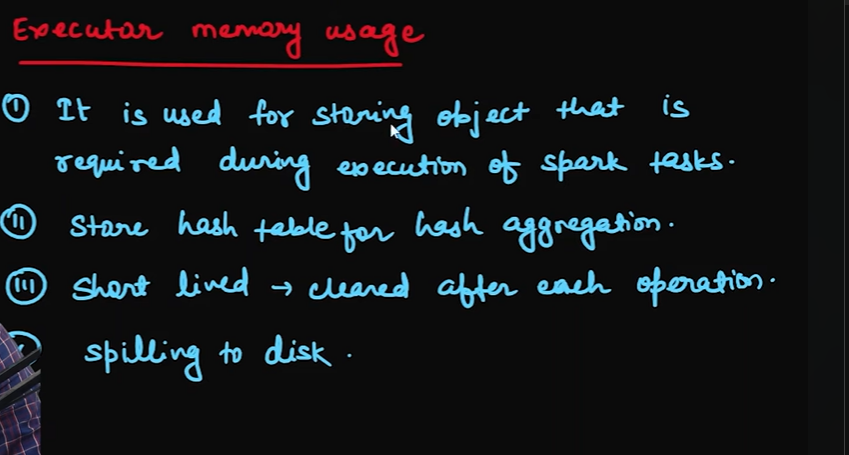 Executor memory usage
(I) It is used for storing object that is
required during execution of spark tasks.
(II) Store hash table for hash aggregation.
(III) Short lived → cleared after each operation.
spilling to disk.